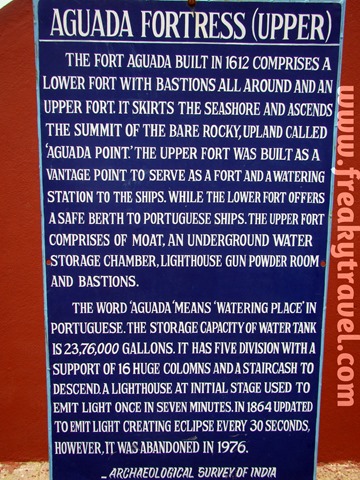 AGUADA FORTRESS (UPPER)
THE FORT AGUADA BUILT IN 1612 COMPRISES A
LOWER FORT WITH BASTIONS ALL AROUND AND AN
UPPER FORT. IT SKIRTS THE SEASHORE AND ASCENDS
THE SUMMIT OF THE BARE ROCKY, UPLAND CALLED
'AGUADA POINT.' THE UPPER FORT WAS BUILT AS A
VANTAGE POINT TO SERVE AS A FORT AND A WATERING
STATION TO THE SHIPS. WHILE THE LOWER FORT OFFERS
A SAFE BERTH TO PORTUGUESE SHIPS. THE UPPER FORT
COMPRISES OF MOAT, AN UNDERGROUND WATER
STORAGE CHAMBER, LIGHTHOUSE GUN POWDER ROOM
AND BASTIONS.
THE WORD 'AGUADA' MEANS 'WATERING PLACE' IN
PORTUGUESE. THE STORAGE CAPACITY OF WATER TANK
IS 23,76,000 GALLONS. IT HAS FIVE DIVISION WITH A
SUPPORT OF 16 HUGE COLOMNS AND A STAIRCASH TO
DESCEND. A LIGHTHOUSE AT INITIAL STAGE USED TO
EMIT LIGHT ONCE IN SEVEN MINUTES. IN 1864 UPDATED
TO EMIT LIGHT CREATING ECLIPSE EVERY 30 SECONDS,
HOWEVER, IT WAS ABANDONED IN 1976.
_ ARCHAEOLOGICAL SURVEY OF INDIA
www.freakytravel.com